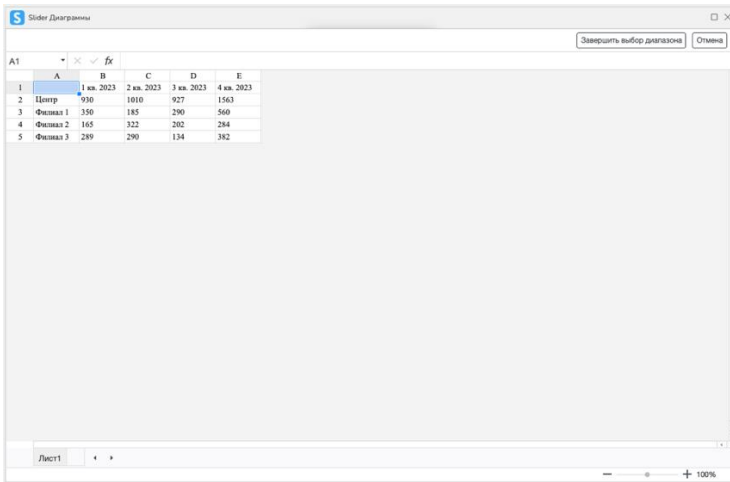 S Slider Диаграммы
Завершить выбор диапазона Отмена
A1 fx
A B C D E
1 1 кв. 2023 2 кв. 2023 3 кв. 2023 4 кв. 2023
2 Центр 930 1010 927 1563
3 Филиал 1 350 185 290 560
4 Филиал 2 165 322 202 284
5 Филиал 3 289 290 134 382
Лист1
100%